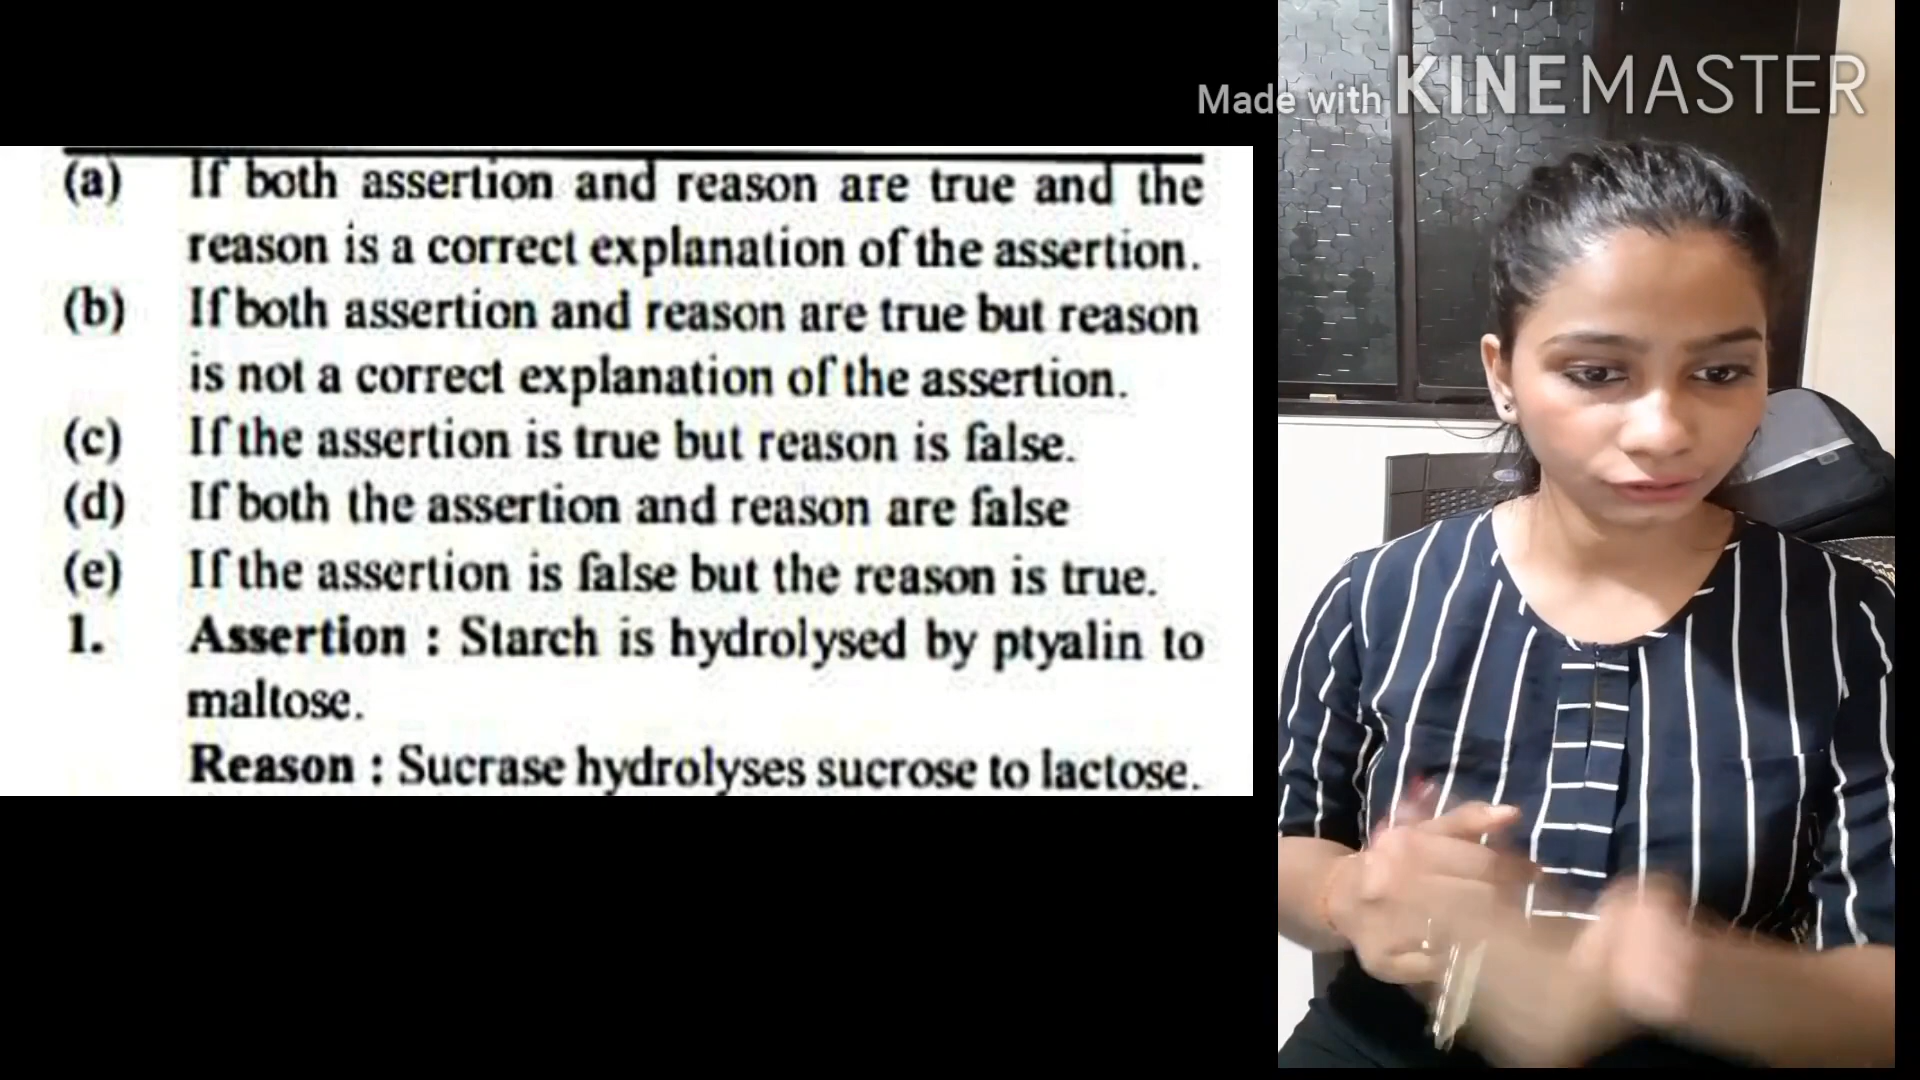 Made with KINEMASTER
(a) If both assertion and reason are true and the
reason is a correct explanation of the assertion.
(b) If both assertion and reason are true but reason
is not a correct explanation of the assertion.
(c) If the assertion is true but reason is false.
(d) If both the assertion and reason are false
(e) If the assertion is false but the reason is true.
1. Assertion : Starch is hydrolysed by ptyalin to
maltose.
Reason : Sucrase hydrolyses sucrose to lactose.